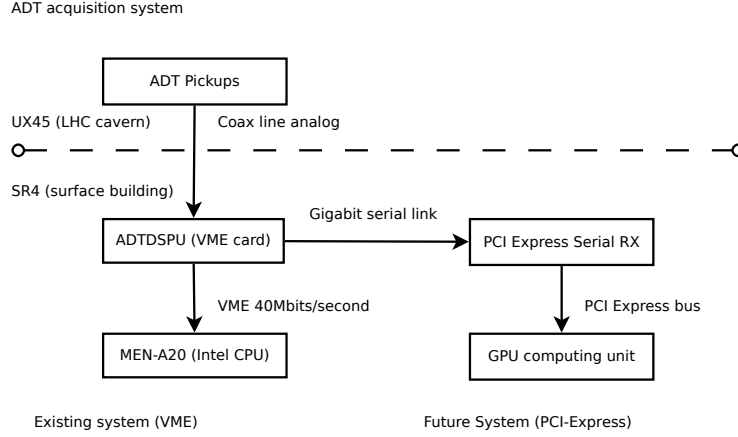 ADT acquisition system
ADT Pickups
UX45 (LHC cavern)
Coax line analog
SR4 (surface building)
Gigabit serial link
ADTDSPU (VME card)
PCI Express Serial RX
VME 40Mbits/second
PCI Express bus
MEN-A20 (Intel CPU)
GPU computing unit
Existing system (VME)
Future System (PCI-Express)